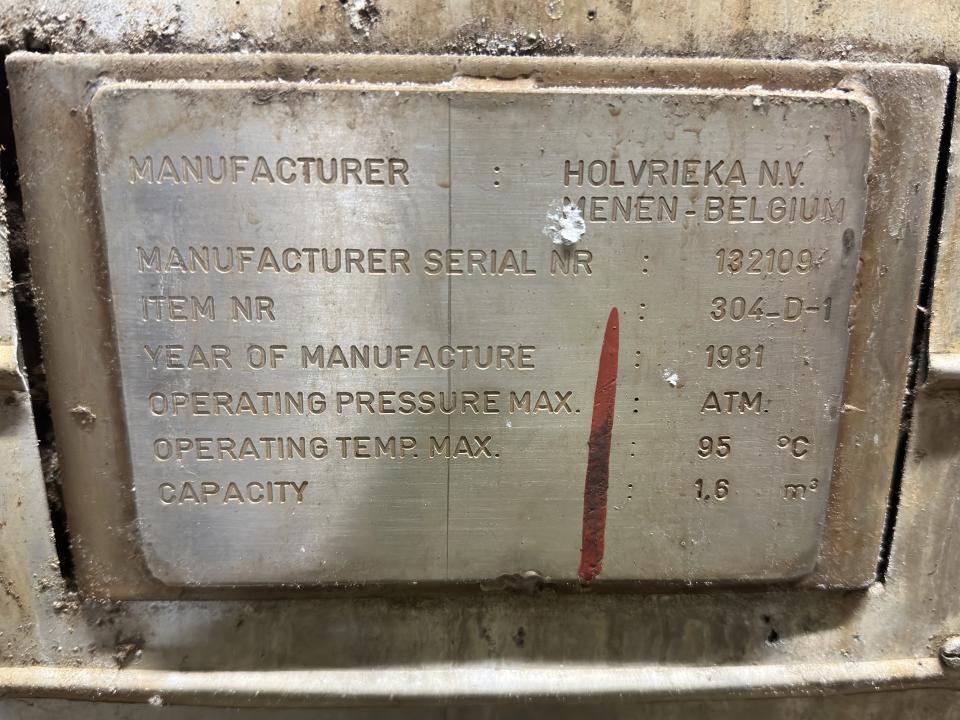 MANUFACTURER : HOLVRIEKA N.V.
MENEN - BELGIUM
MANUFACTURER SERIAL NR :
ITEM NR : 304-D-1
YEAR OF MANUFACTURE : 1981
OPERATING PRESSURE MAX. : ATM.
OPERATING TEMP. MAX. : 95 °C
CAPACITY : 1,6 m³